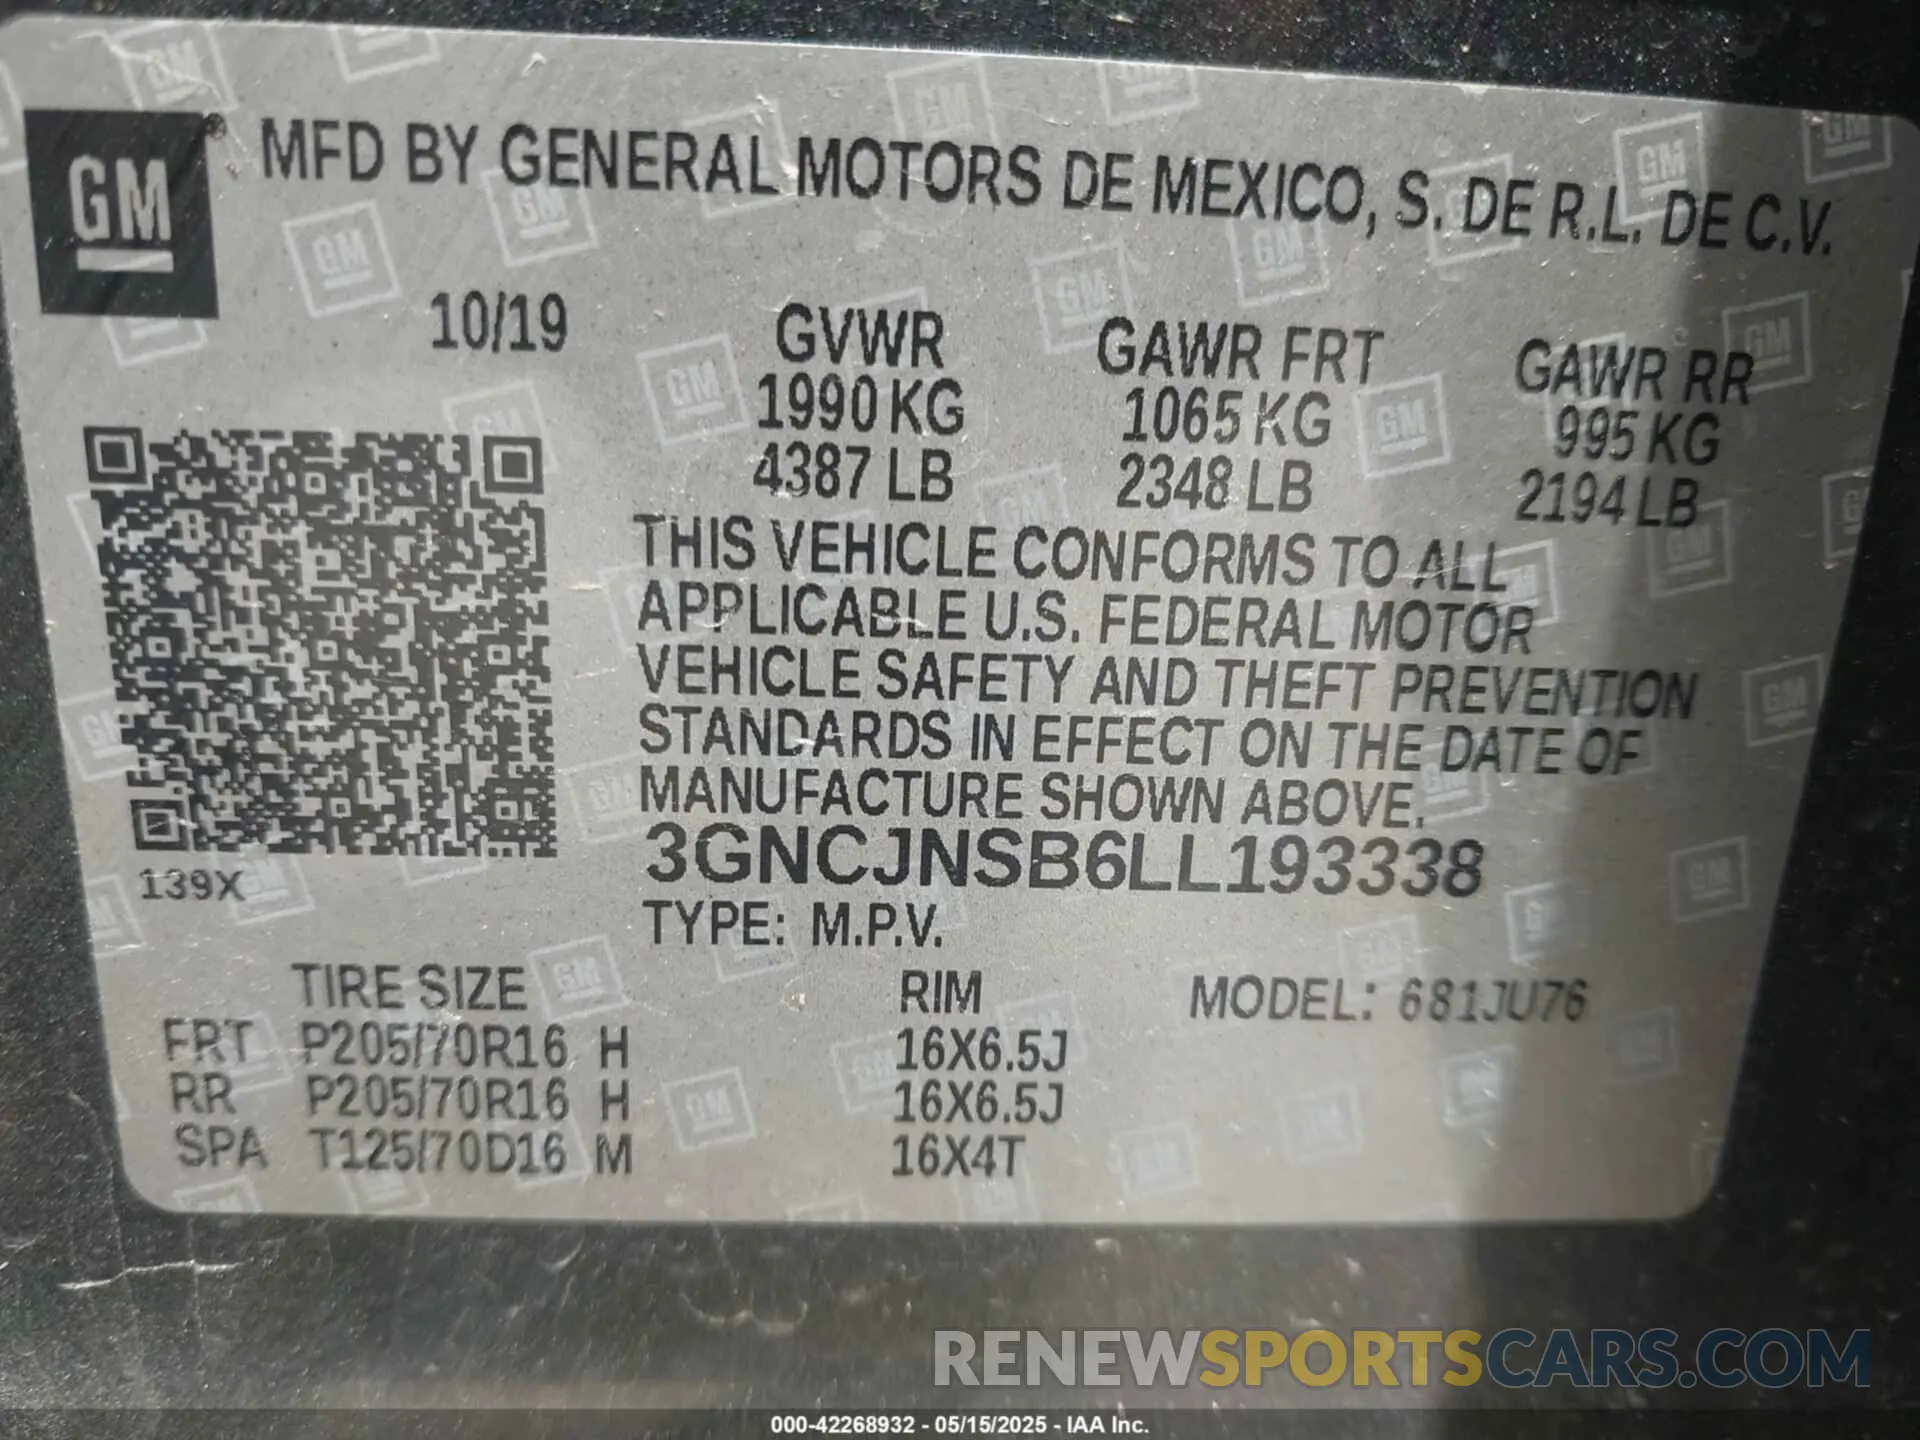 GM® MFD BY GENERAL MOTORS DE MEXICO, S. DE R.L. DE C.V.
10/19 GVWR GAWR FRT GAWR RR
1990 KG 1065 KG 995 KG
4387 LB 2348 LB 2194 LB
THIS VEHICLE CONFORMS TO ALL
APPLICABLE U.S. FEDERAL MOTOR
VEHICLE SAFETY AND THEFT PREVENTION
STANDARDS IN EFFECT ON THE DATE OF
MANUFACTURE SHOWN ABOVE.
3GNCJNSB6LL193338
139X
TYPE: M.P.V.
TIRE SIZE RIM MODEL: 681JU76
FRT P205/70R16 H 16X6.5J
RR P205/70R16 H 16X6.5J
SPA T125/70D16 M 16X4T
RENEWSPORTSCARS.COM
000-42268932 - 05/15/2025 - IAA Inc.